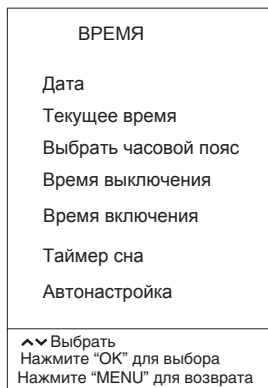 ВРЕМЯ
Дата
Текущее время
Выбрать часовой пояс
Время выключения
Время включения
Таймер сна
Автонастройка
Выбрать
Нажмите “OK” для выбора
Нажмите “MENU” для возврата